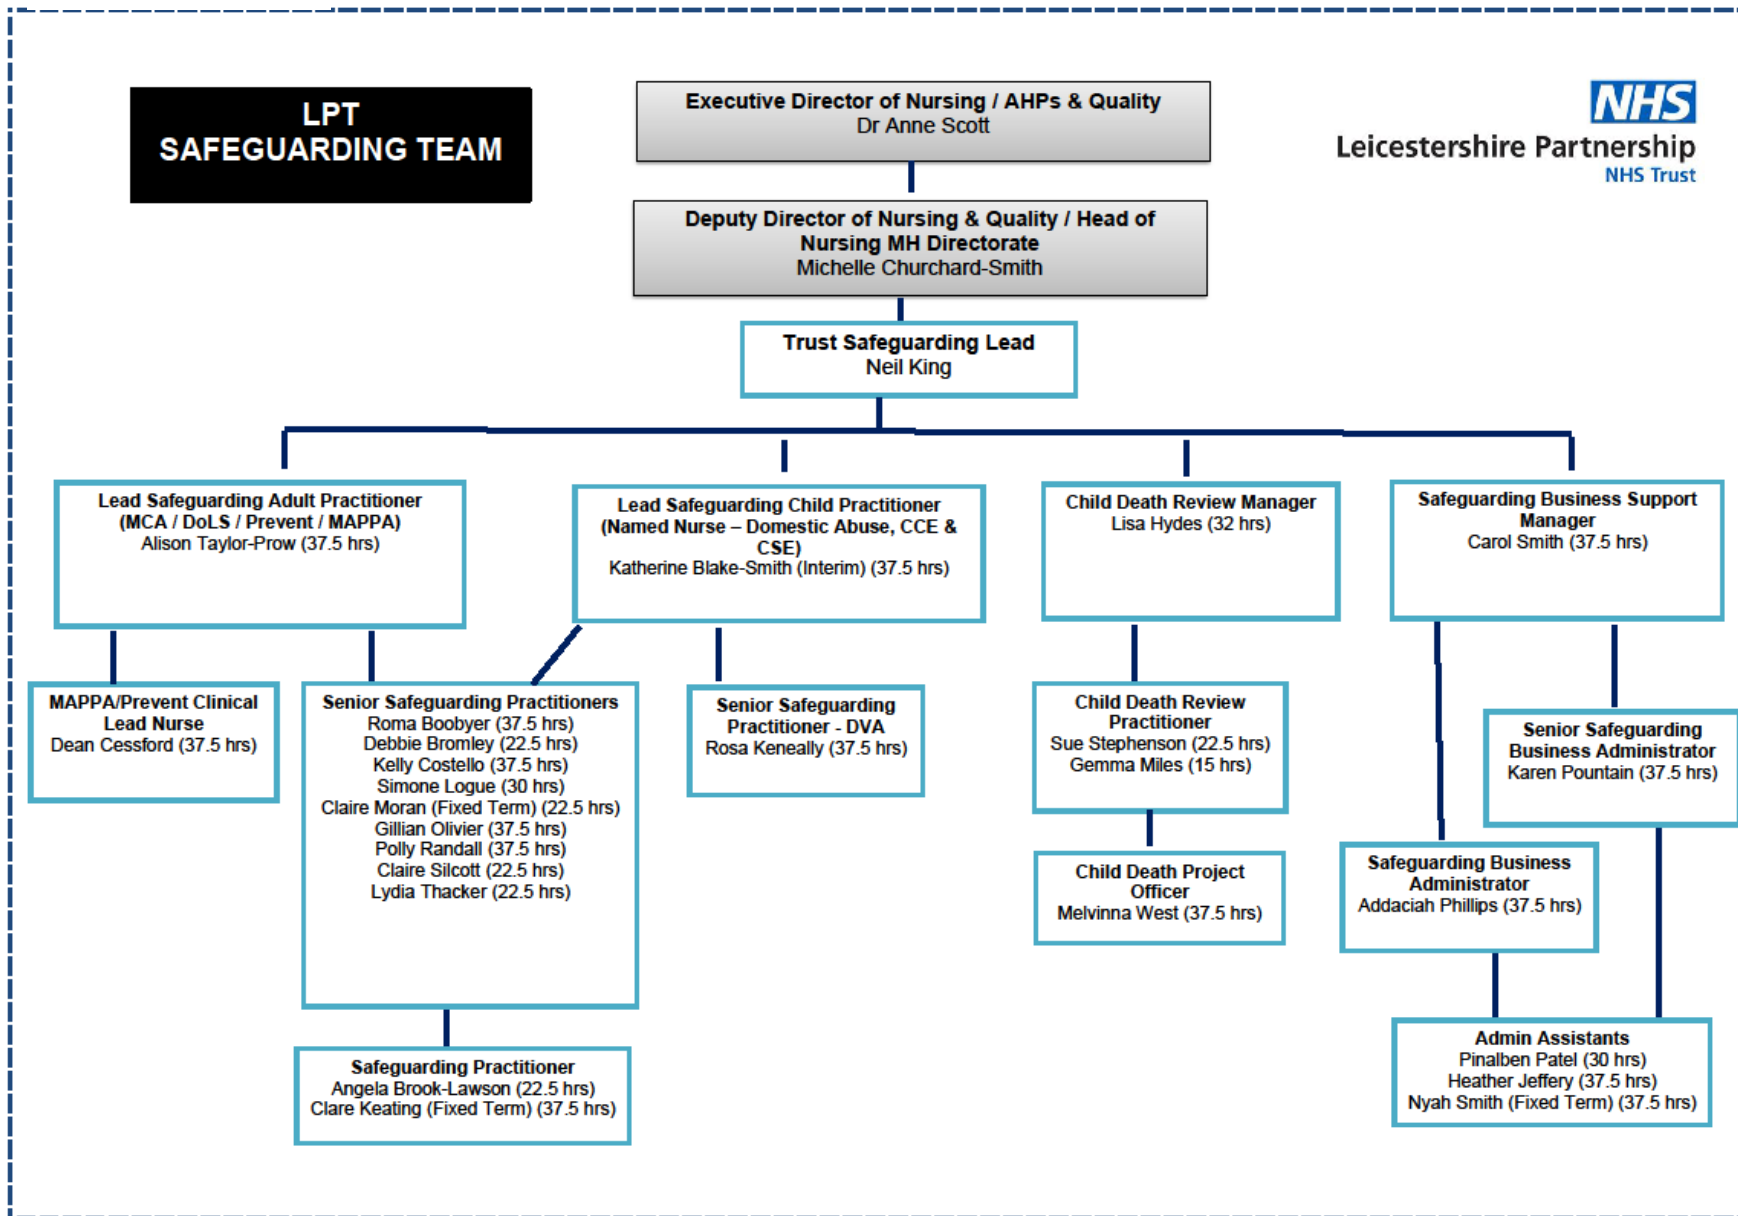 LPT
SAFEGUARDING TEAM
Executive Director of Nursing / AHPs & Quality
Dr Anne Scott
NHS
Leicestershire Partnership
NHS Trust
Deputy Director of Nursing & Quality / Head of
Nursing MH Directorate
Michelle Churchard-Smith
Trust Safeguarding Lead
Neil King
Lead Safeguarding Adult Practitioner
(MCA / DoLS / Prevent / MAPPA)
Alison Taylor-Prow (37.5 hrs)
Lead Safeguarding Child Practitioner
(Named Nurse – Domestic Abuse, CCE &
CSE)
Katherine Blake-Smith (Interim) (37.5 hrs)
Child Death Review Manager
Lisa Hydes (32 hrs)
Safeguarding Business Support
Manager
Carol Smith (37.5 hrs)
MAPPA/Prevent Clinical
Lead Nurse
Dean Cessford (37.5 hrs)
Senior Safeguarding Practitioners
Roma Boobyer (37.5 hrs)
Debbie Bromley (22.5 hrs)
Kelly Costello (37.5 hrs)
Simone Logue (30 hrs)
Claire Moran (Fixed Term) (22.5 hrs)
Gillian Olivier (37.5 hrs)
Polly Randall (37.5 hrs)
Claire Silcott (22.5 hrs)
Lydia Thacker (22.5 hrs)
Senior Safeguarding
Practitioner - DVA
Rosa Keneally (37.5 hrs)
Child Death Review
Practitioner
Sue Stephenson (22.5 hrs)
Gemma Miles (15 hrs)
Senior Safeguarding
Business Administrator
Karen Pountain (37.5 hrs)
Child Death Project
Officer
Melvinna West (37.5 hrs)
Safeguarding Business
Administrator
Addaciah Phillips (37.5 hrs)
Safeguarding Practitioner
Angela Brook-Lawson (22.5 hrs)
Clare Keating (Fixed Term) (37.5 hrs)
Admin Assistants
Pinalben Patel (30 hrs)
Heather Jeffery (37.5 hrs)
Nyah Smith (Fixed Term) (37.5 hrs)